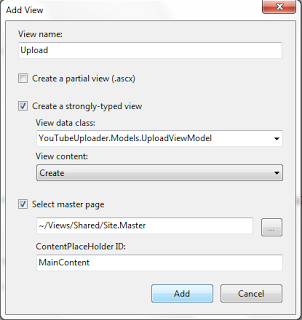 Add View
View name:
Upload
Create a partial view (.ascx)
Create a strongly-typed view
View data class:
YouTubeUploader.Models.UploadViewModel
View content:
Create
Select master page
~/Views/Shared/Site.Master
...
ContentPlaceHolder ID:
MainContent
Add Cancel